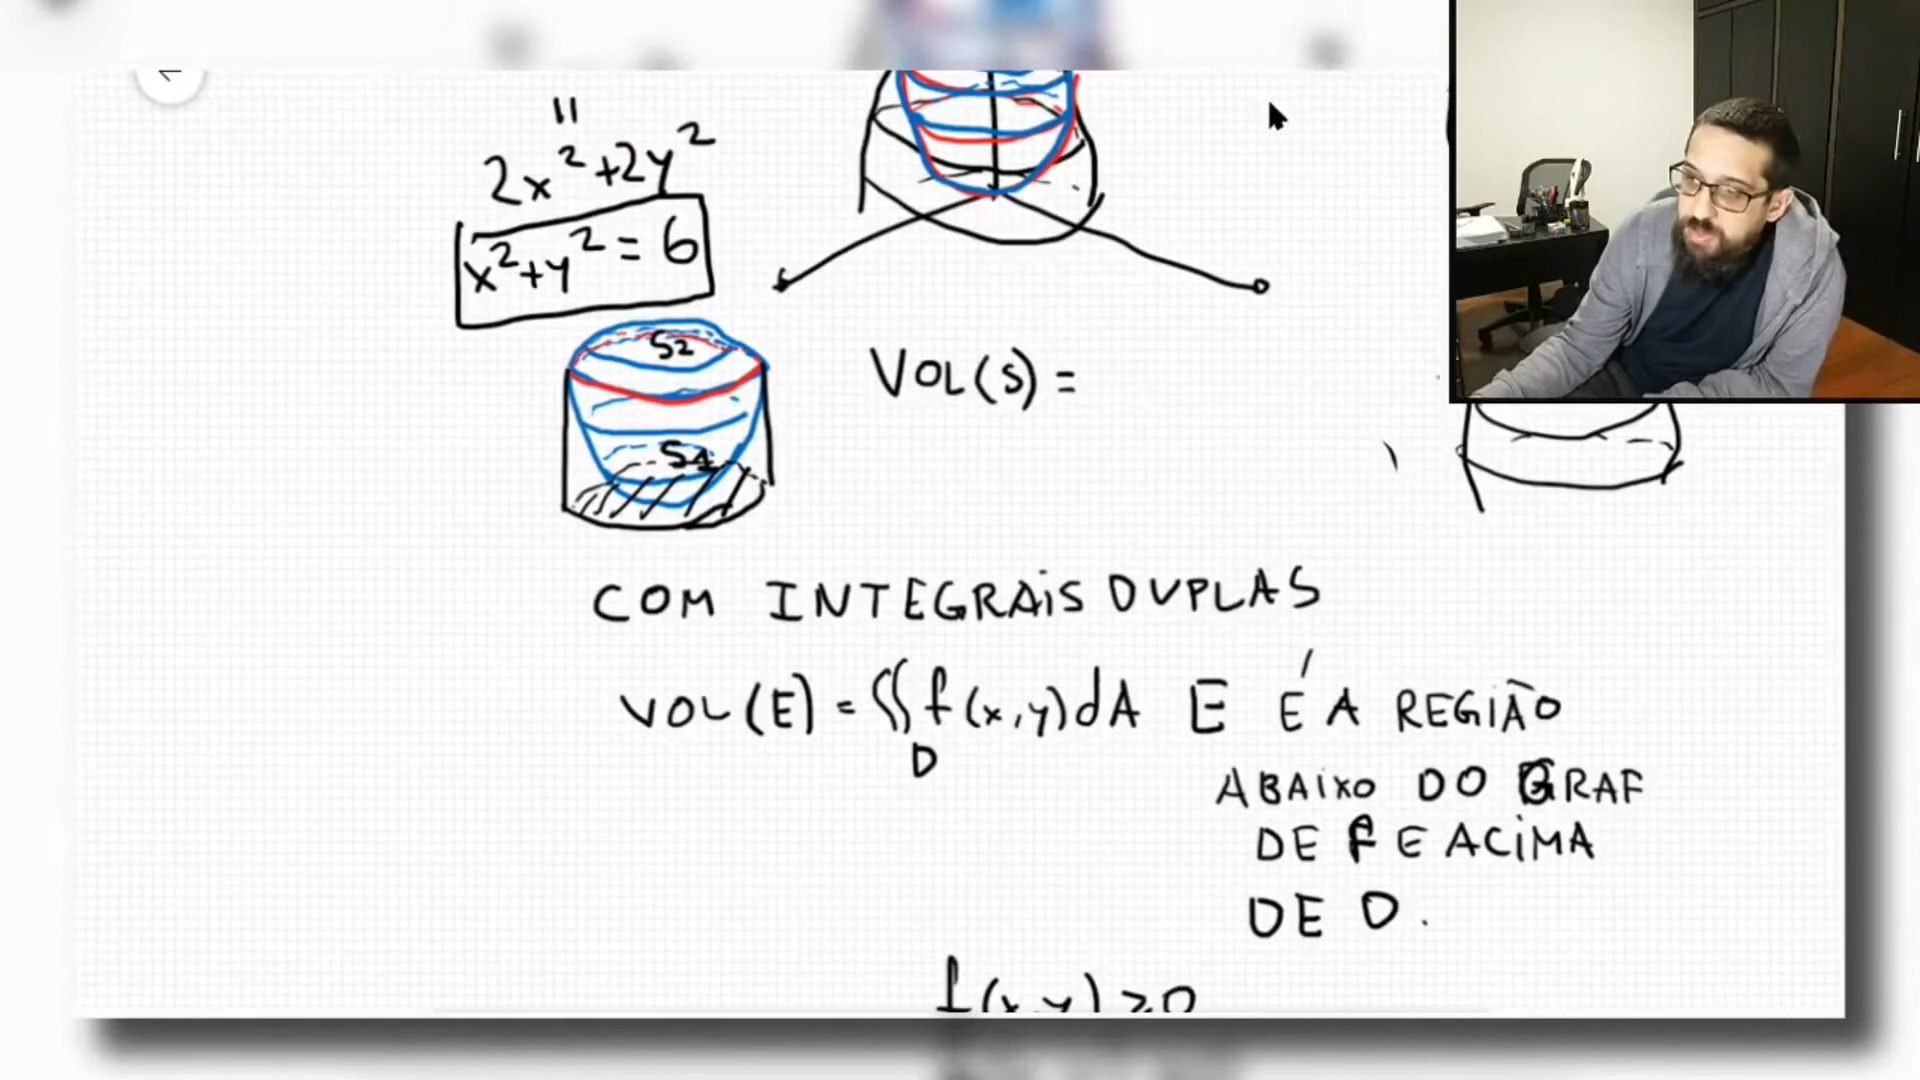 =
2x²+2y²
x²+y² = 6
S2
S1
VOL(S) =
COM INTEGRAIS DUPLAS
VOL(E) = ∬ f(x,y)dA E É A REGIÃO
D
ABAIXO DO GRAF
DE F E ACIMA
DE D.
f(x,y) ≥ 0